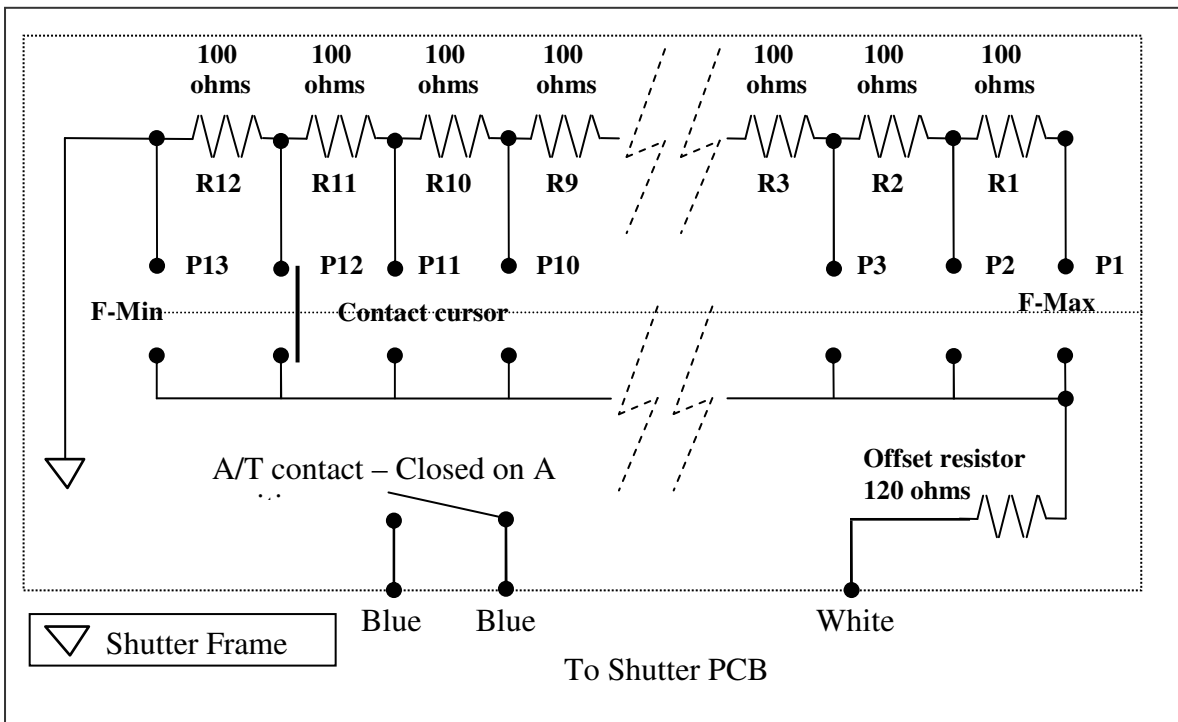 100 ohms
100 ohms
100 ohms
100 ohms
100 ohms
100 ohms
100 ohms
R12
R11
R10
R9
R3
R2
R1
P13
P12
P11
P10
P3
P2
P1
F-Min
Contact cursor
F-Max
A/T contact – Closed on A
Offset resistor
120 ohms
Blue
Blue
White
Shutter Frame
To Shutter PCB